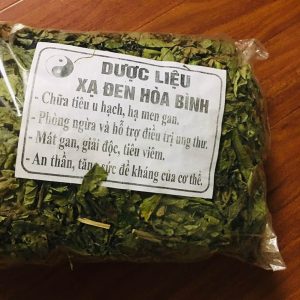 DƯỢC LIỆU
XẠ ĐEN HÒA BÌNH
- Chữa tiêu u hạch, hạ men gan.
- Phòng ngừa và hỗ trợ điều trị ung thư.
- Mát gan, giải độc, tiêu viêm.
- An thần, tăng sức đề kháng của cơ thể.